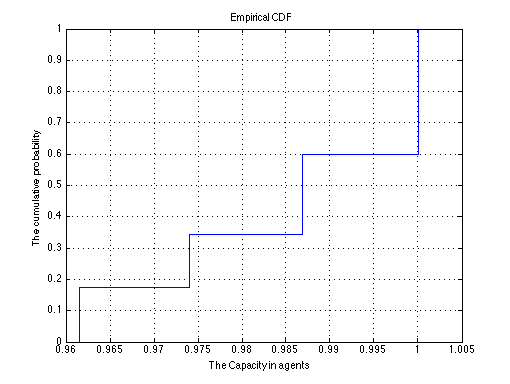 Empirical CDF
1
0.9
0.8
0.7
0.6
0.5
0.4
0.3
0.2
0.1
0
The cumulative probability
0.96 0.965 0.97 0.975 0.98 0.985 0.99 0.995 1 1.005
The Capacity in agents